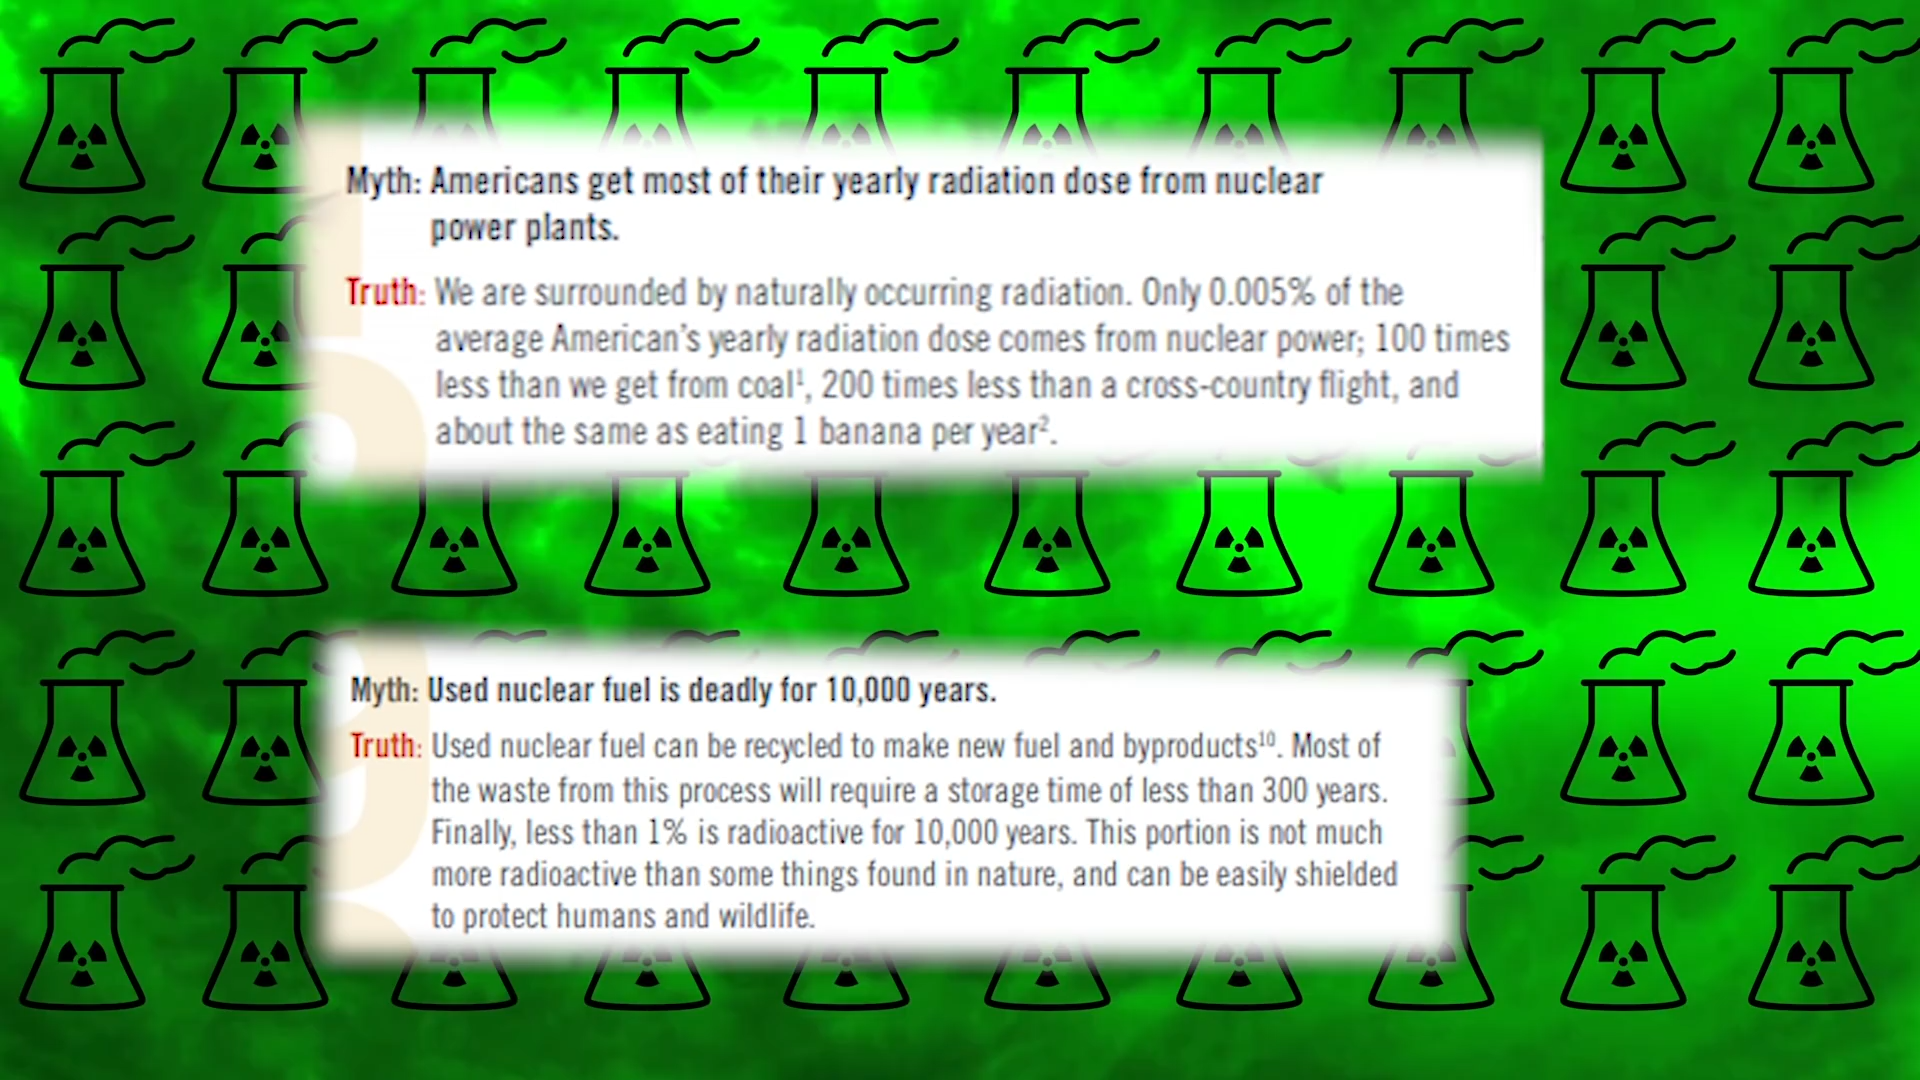 Myth: Americans get most of their yearly radiation dose from nuclear
power plants.
Truth: We are surrounded by naturally occurring radiation. Only 0.005% of the
average American's yearly radiation dose comes from nuclear power; 100 times
less than we get from coal¹, 200 times less than a cross-country flight, and
about the same as eating 1 banana per year².
Myth: Used nuclear fuel is deadly for 10,000 years.
Truth: Used nuclear fuel can be recycled to make new fuel and byproducts¹⁰. Most of
the waste from this process will require a storage time of less than 300 years.
Finally, less than 1% is radioactive for 10,000 years. This portion is not much
more radioactive than some things found in nature, and can be easily shielded
to protect humans and wildlife.